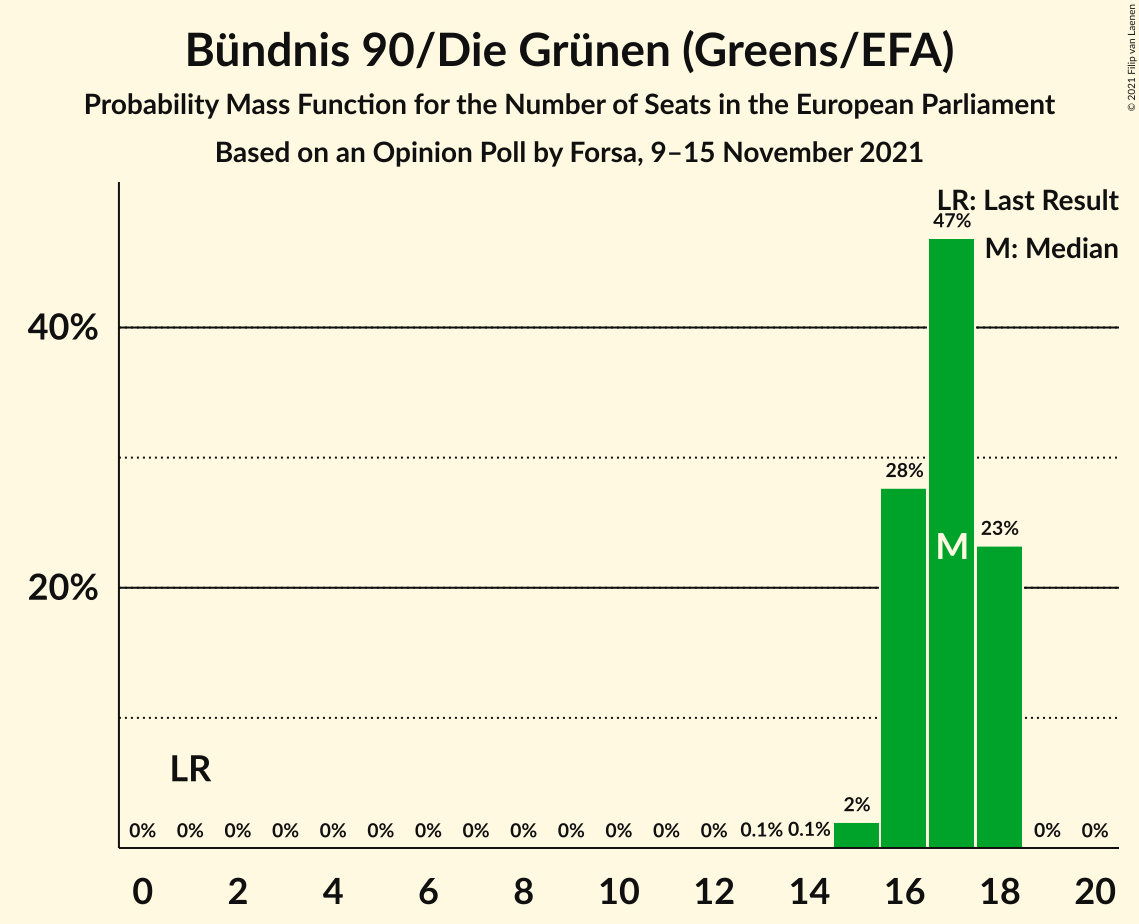 Bündnis 90/Die Grünen (Greens/EFA)
Probability Mass Function for the Number of Seats in the European Parliament
Based on an Opinion Poll by Forsa, 9–15 November 2021
© 2021 Filip van Laenen
LR: Last Result
M: Median
47%
40%
28%
23%
M
20%
LR
2%
0% 0% 0% 0% 0% 0% 0% 0% 0% 0% 0% 0% 0% 0.1% 0.1% 0% 0%
0 2 4 6 8 10 12 14 16 18 20